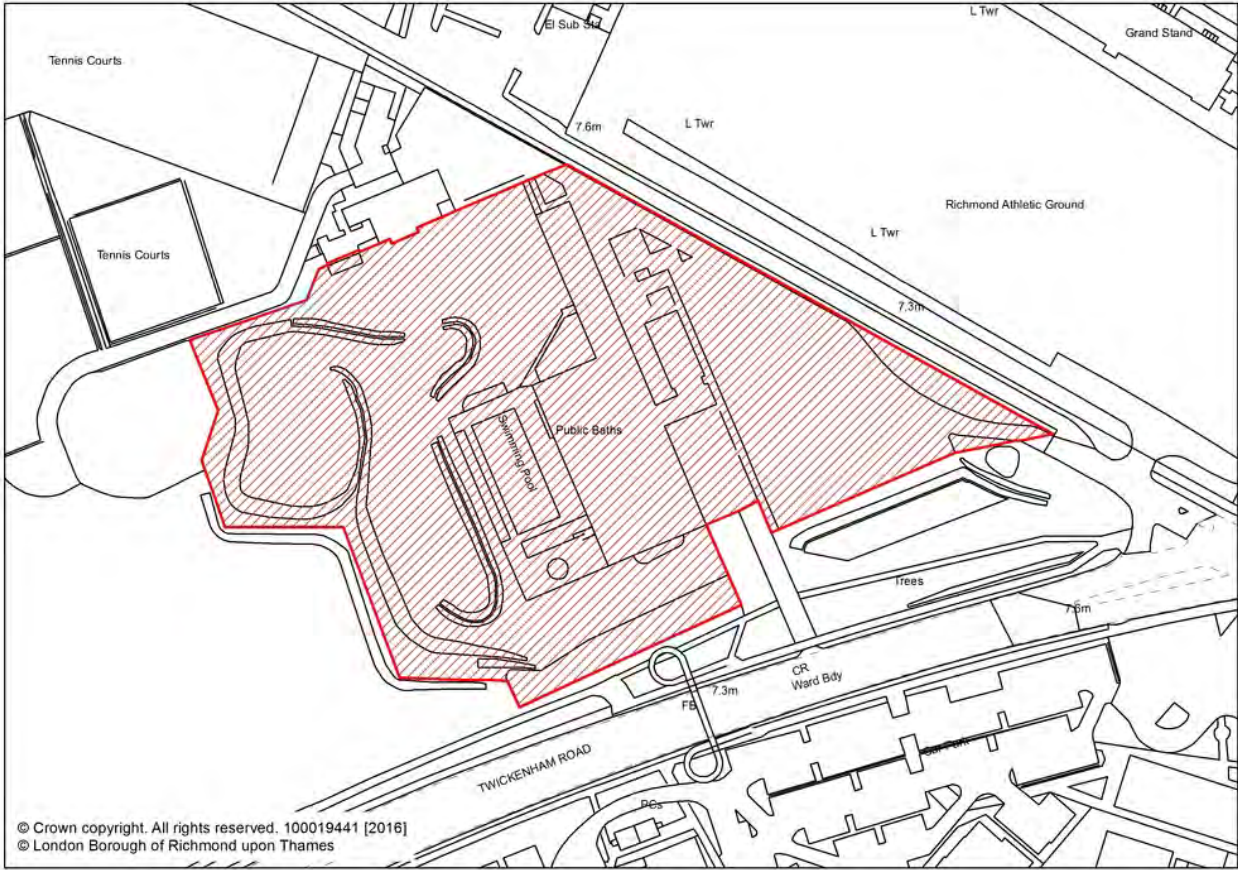 L Twr
El Sub Sta
Grand Stand
Tennis Courts
7.6m
L Twr
Richmond Athletic Ground
L Twr
Tennis Courts
7.3m
Swimming Pool
Public Baths
Trees
7.6m
CR
Ward Bdy
7.3m
FB
TWICKENHAM ROAD
Car Park
PCs
© Crown copyright. All rights reserved. 100019441 [2016]
© London Borough of Richmond upon Thames